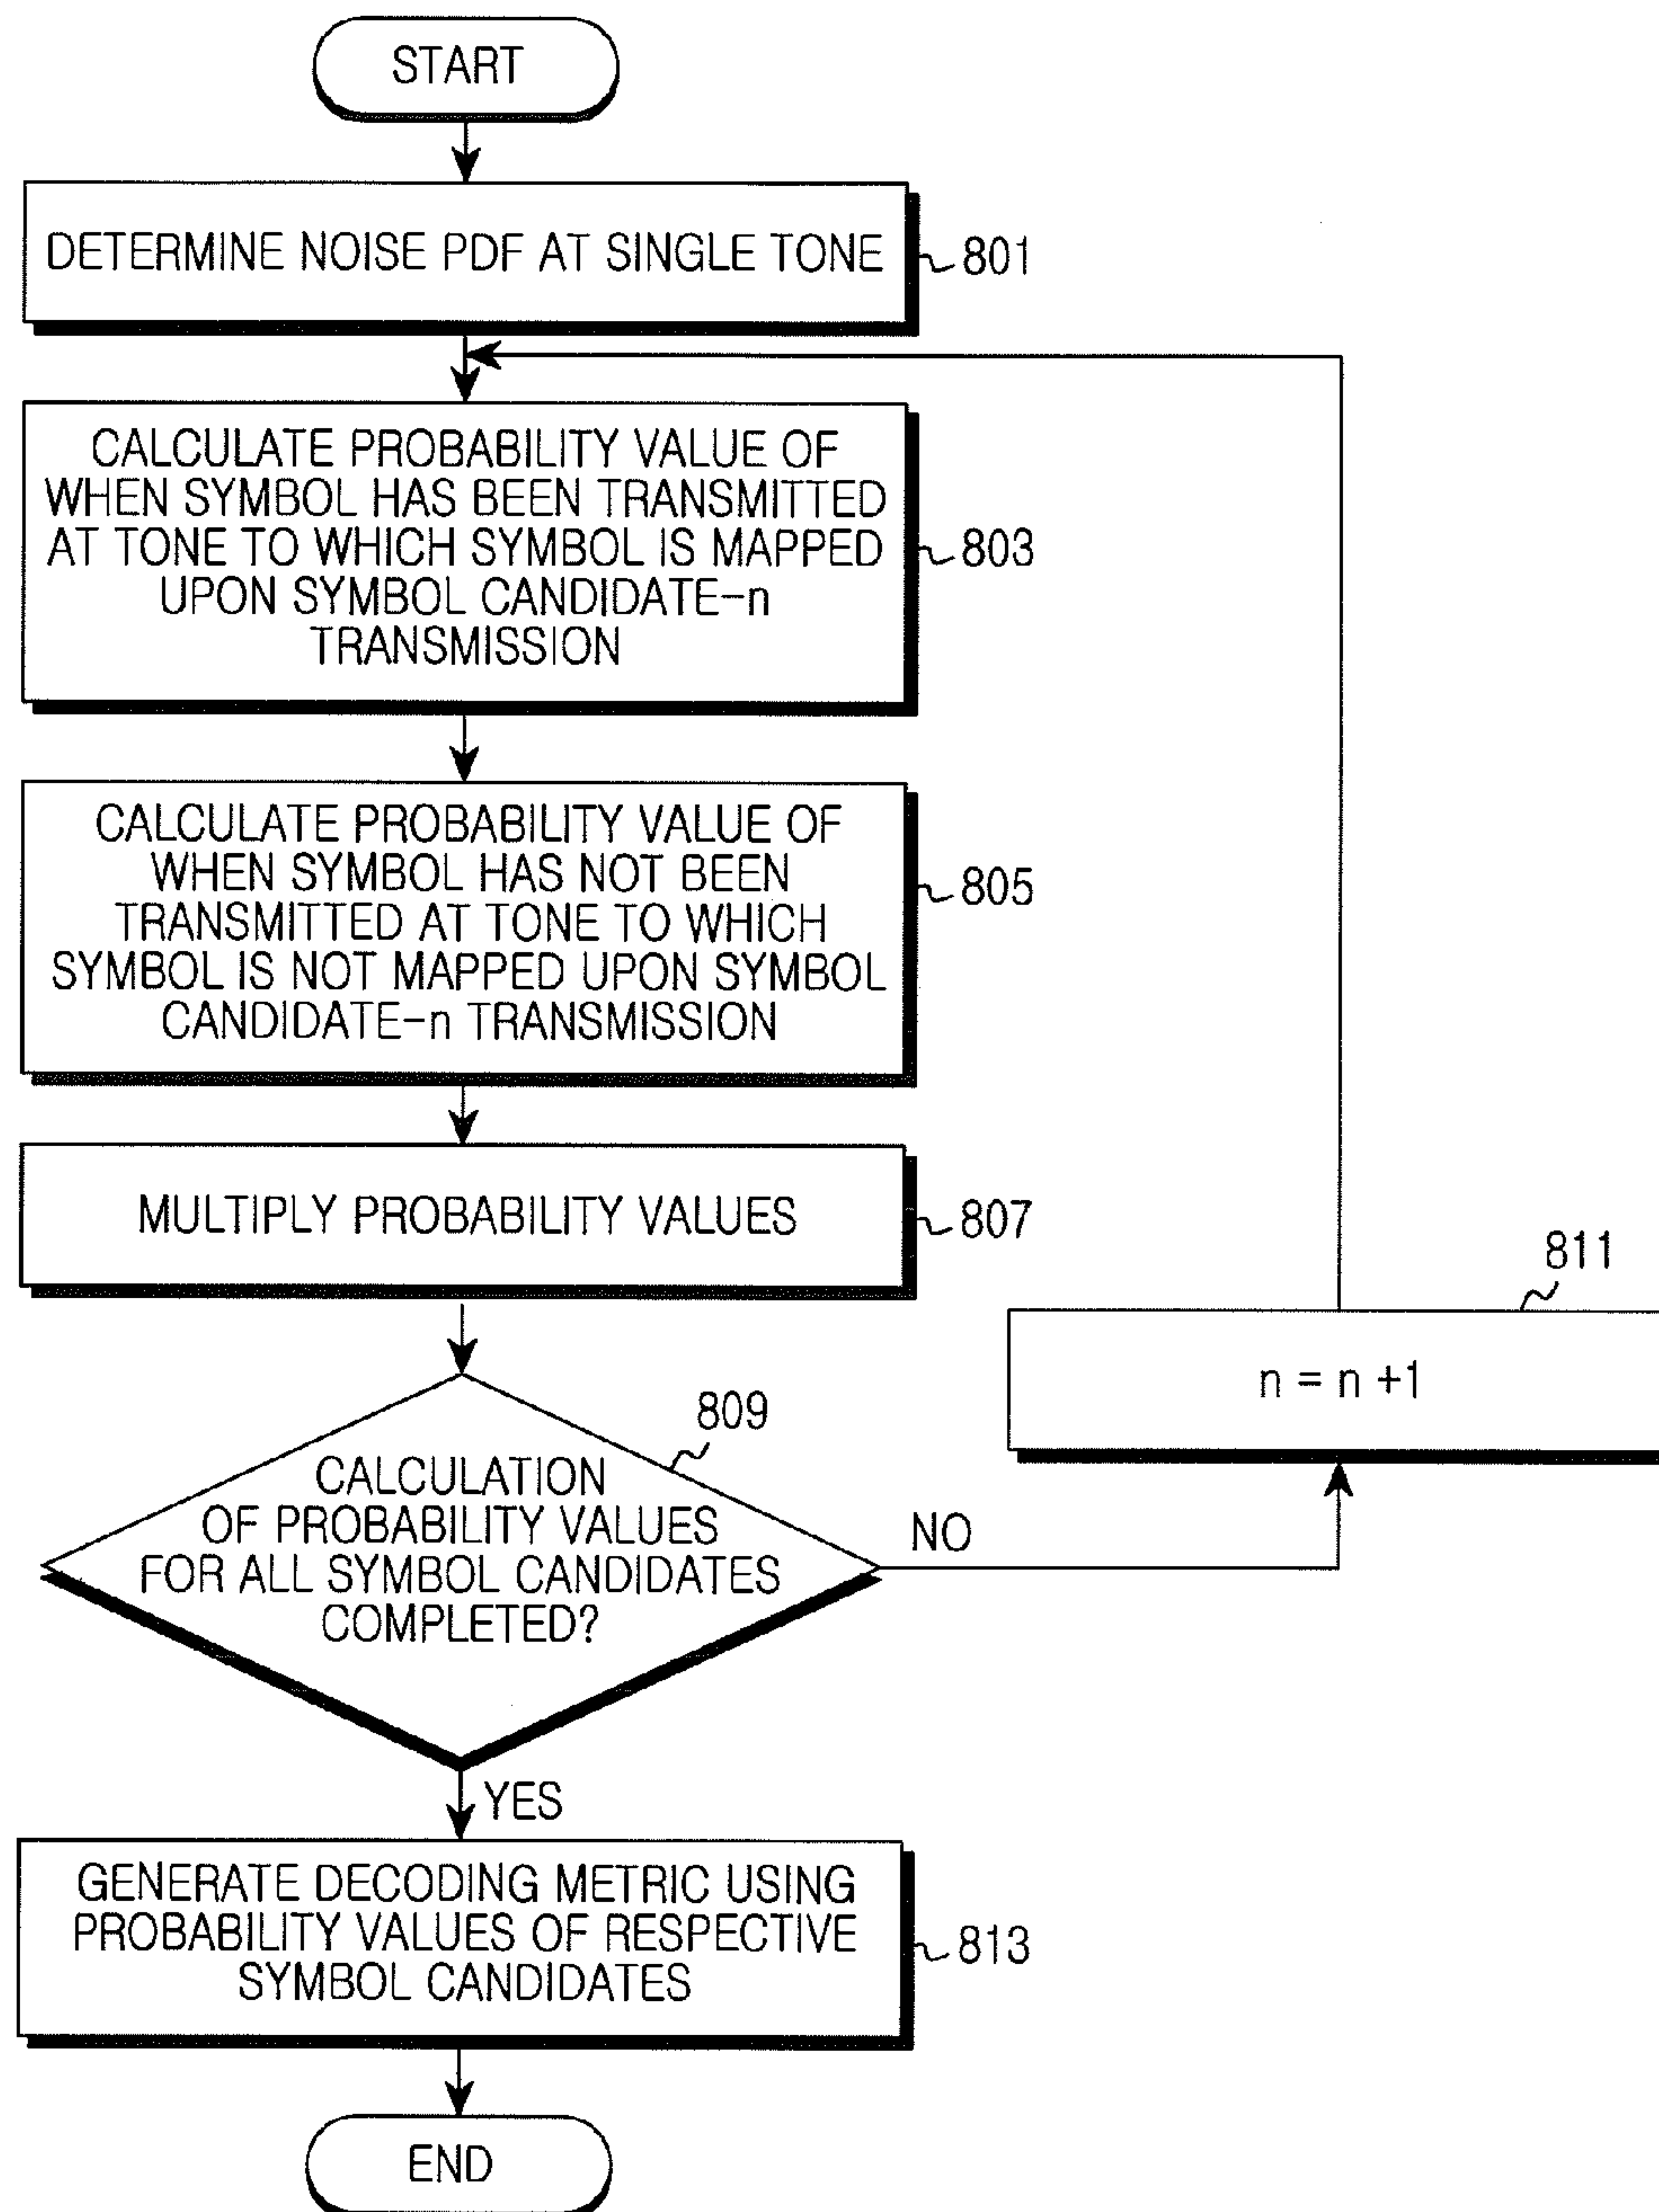 START
DETERMINE NOISE PDF AT SINGLE TONE
801
CALCULATE PROBABILITY VALUE OF
WHEN SYMBOL HAS BEEN TRANSMITTED
AT TONE TO WHICH SYMBOL IS MAPPED
UPON SYMBOL CANDIDATE-n
TRANSMISSION
803
CALCULATE PROBABILITY VALUE OF
WHEN SYMBOL HAS NOT BEEN
TRANSMITTED AT TONE TO WHICH
SYMBOL IS NOT MAPPED UPON SYMBOL
CANDIDATE-n TRANSMISSION
805
MULTIPLY PROBABILITY VALUES
807
811
n = n +1
809
CALCULATION
OF PROBABILITY VALUES
FOR ALL SYMBOL CANDIDATES
COMPLETED?
NO
YES
GENERATE DECODING METRIC USING
PROBABILITY VALUES OF RESPECTIVE
SYMBOL CANDIDATES
813
END